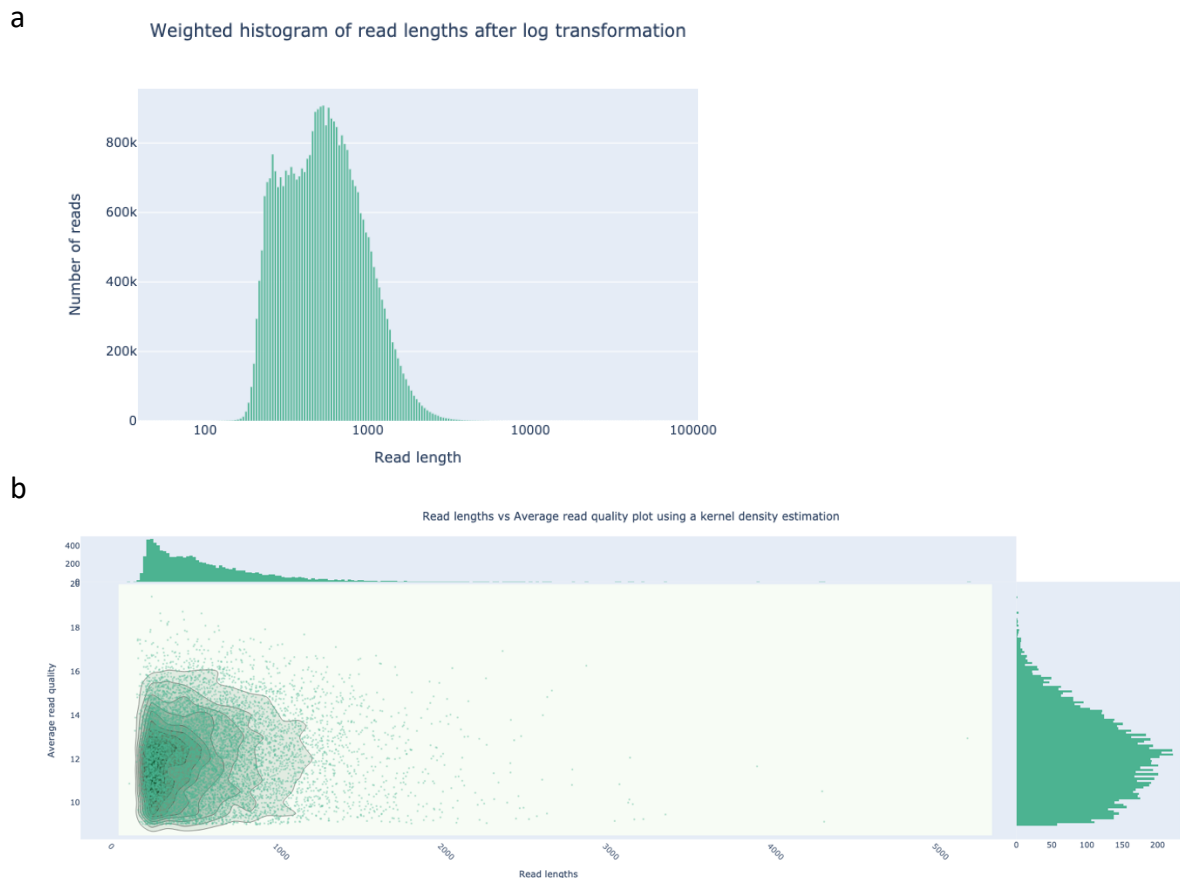 a
Weighted histogram of read lengths after log transformation
800k
600k
400k
200k
0
Number of reads
100 1000 10000 100000
Read length
b
Read lengths vs Average read quality plot using a kernel density estimation
400
200
0
20
18
16
14
12
10
Average read quality
0 1000 2000 3000 4000 5000
0 50 100 150 200
Read lengths